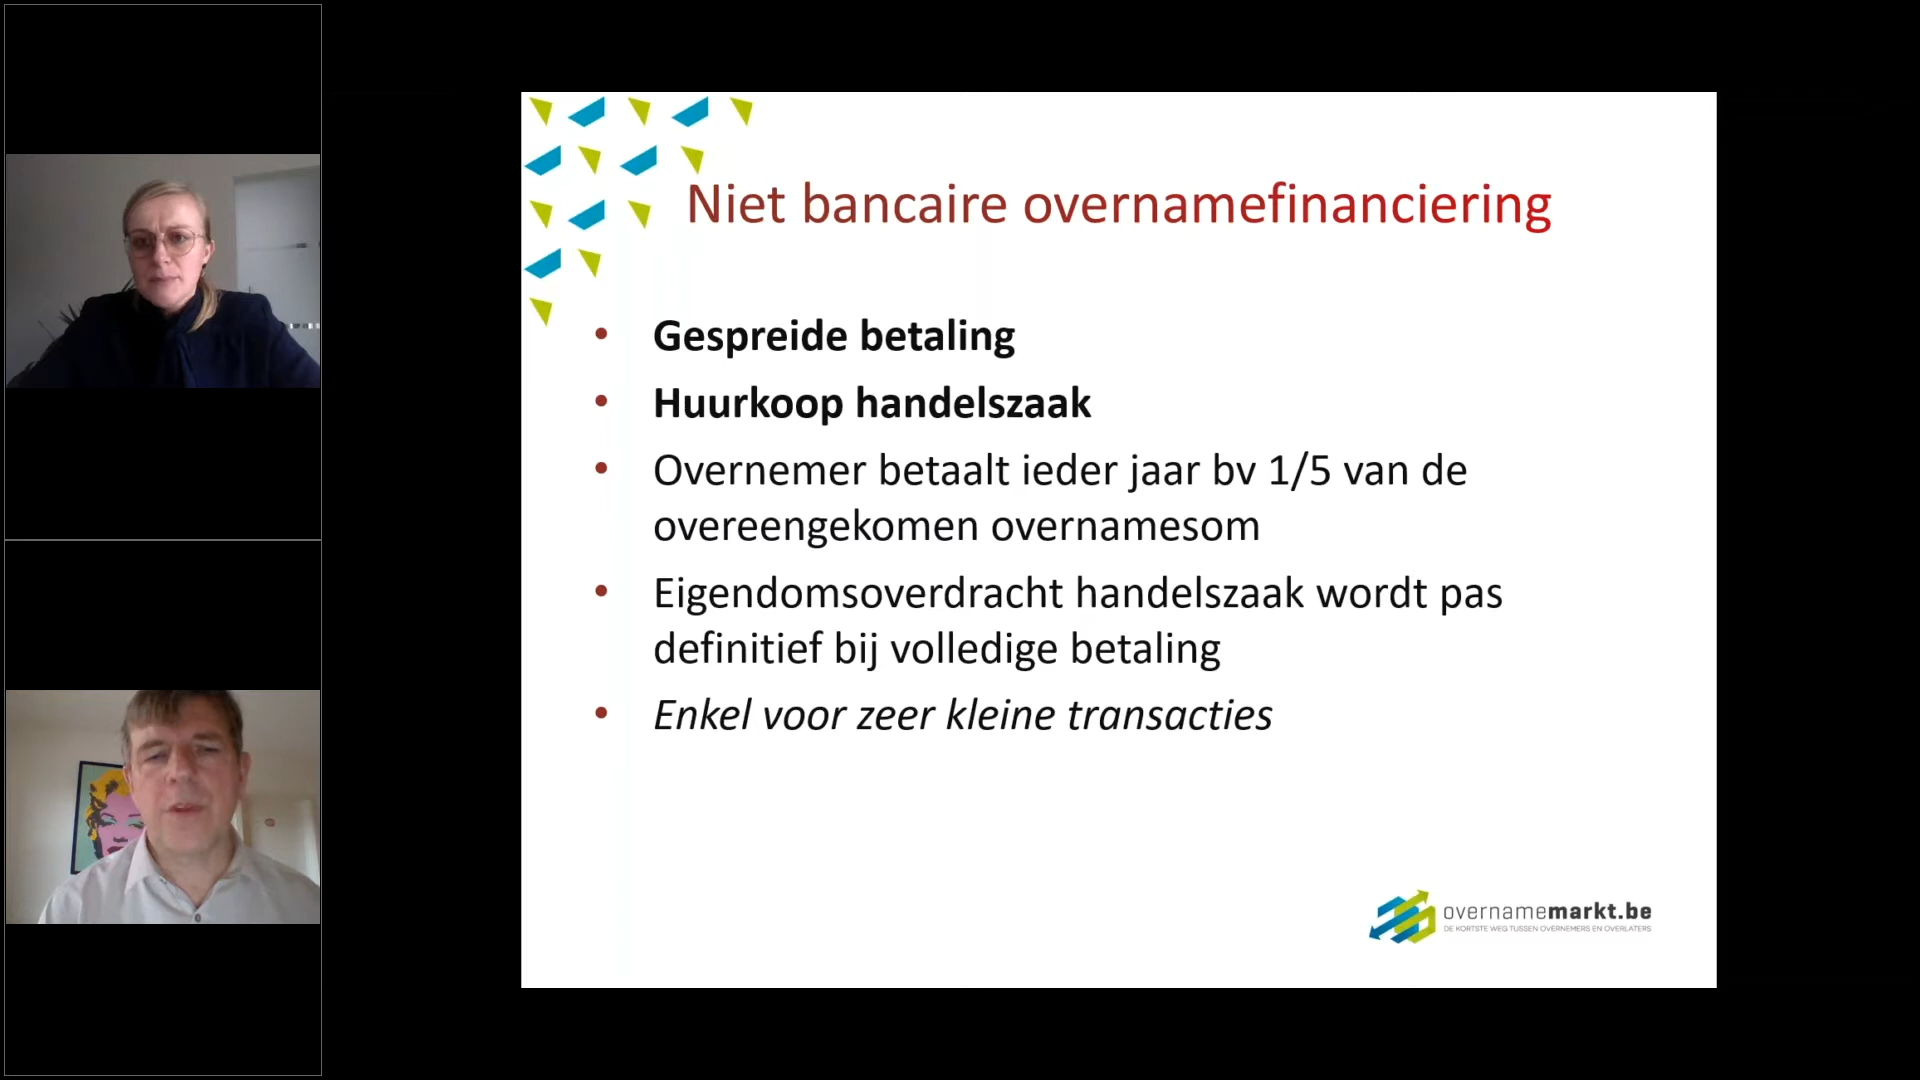 Niet bancaire overnamefinanciering
• Gespreide betaling
• Huurkoop handelszaak
• Overnemer betaalt ieder jaar bv 1/5 van de
overeengekomen overnamesom
• Eigendomsoverdracht handelszaak wordt pas
definitief bij volledige betaling
• Enkel voor zeer kleine transacties
overnamemarkt.be
DE KORTSTE WEG TUSSEN OVERNEMERS EN OVERLATERS